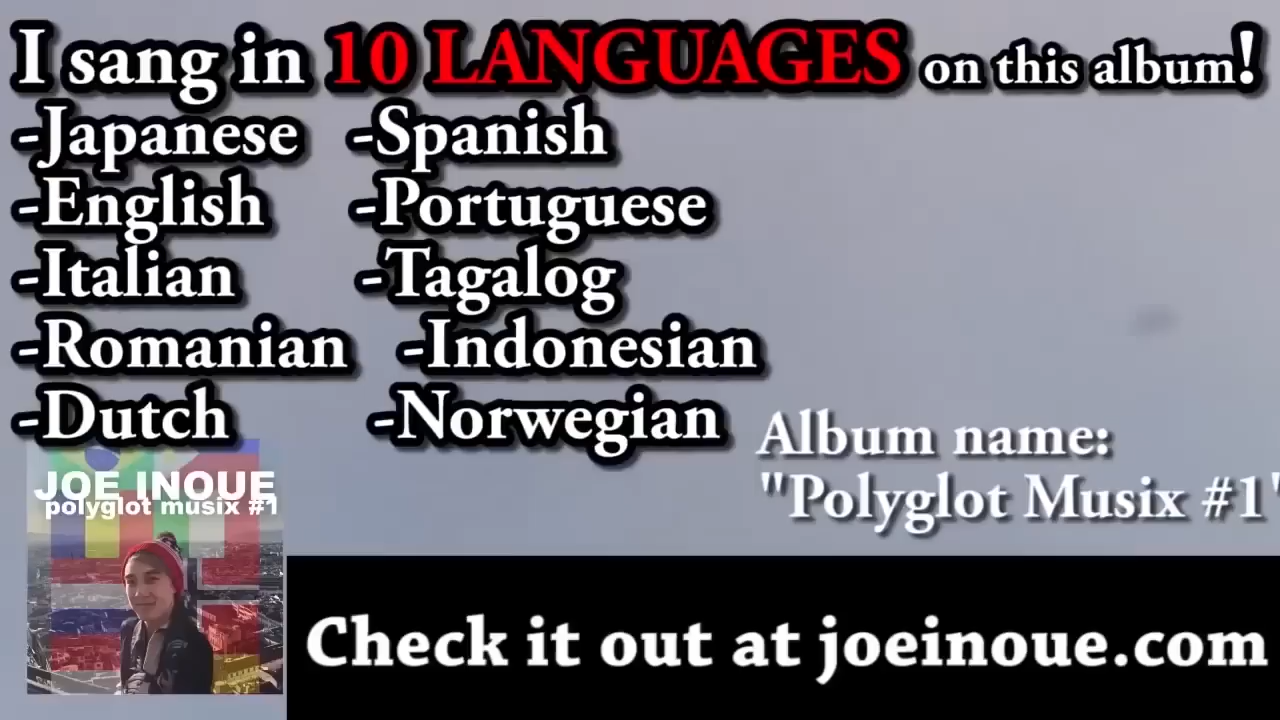 I sang in 10 LANGUAGES on this album!
-Japanese -Spanish
-English -Portuguese
-Italian -Tagalog
-Romanian -Indonesian
-Dutch -Norwegian
Album name:
"Polyglot Musix #1"
JOE INOUE
polyglot musix #1
Check it out at joeinoue.com